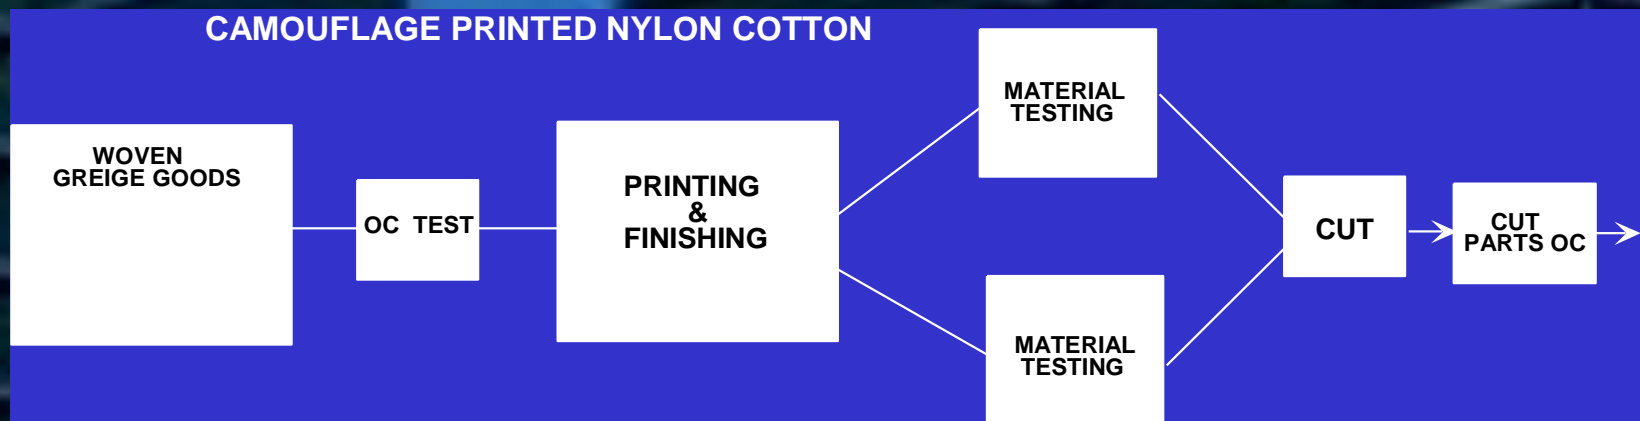 CAMOUFLAGE PRINTED NYLON COTTON
WOVEN
GREIGE GOODS
OC TEST
PRINTING
&
FINISHING
MATERIAL
TESTING
MATERIAL
TESTING
CUT
CUT
PARTS OC